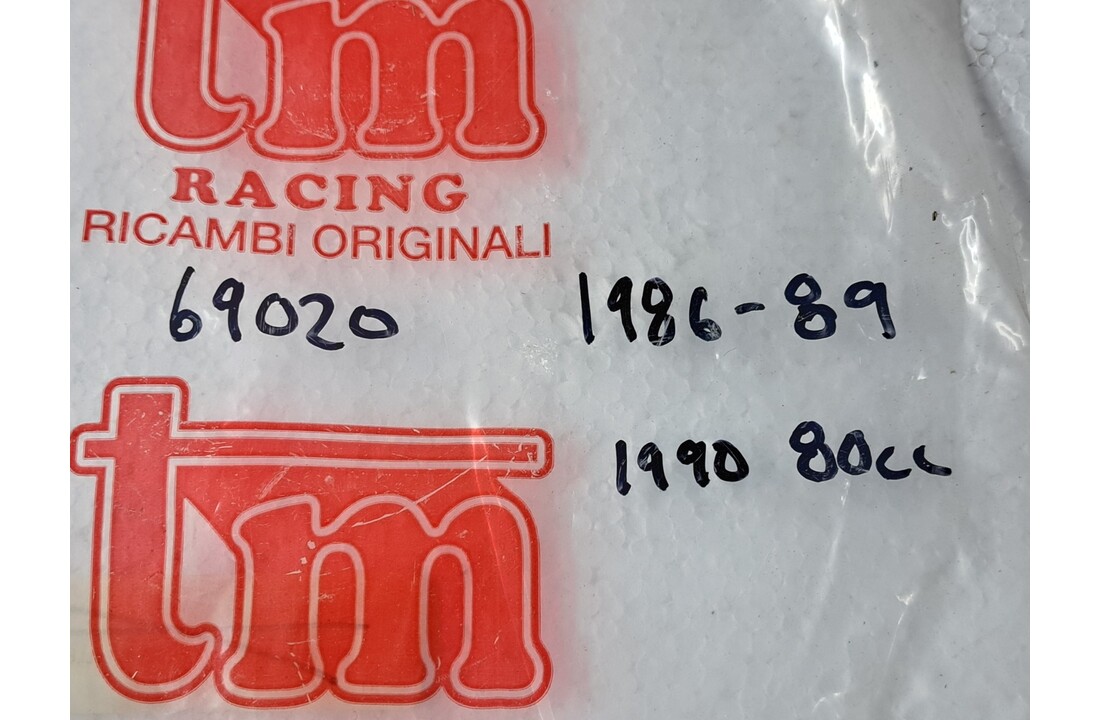 tm
RACING
RICAMBI ORIGINALI
69020 1986-89
tm
1990 80cc